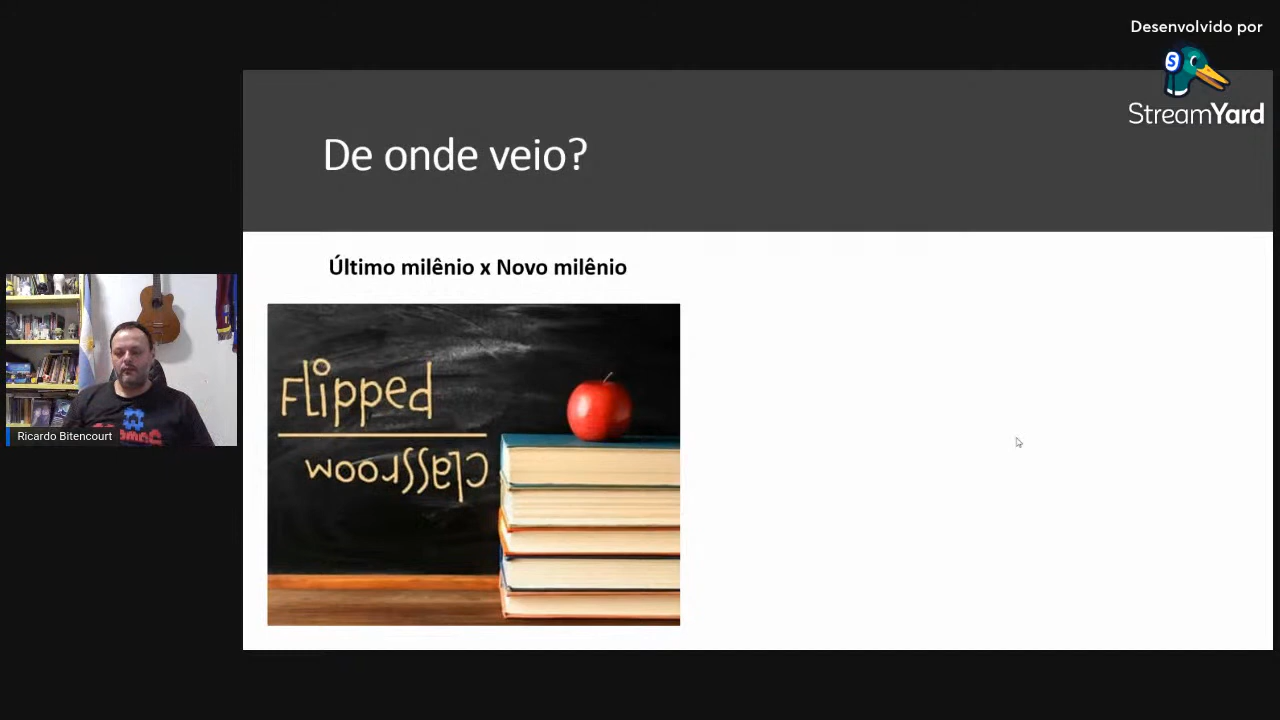 Desenvolvido por
S
StreamYard
De onde veio?
Último milênio x Novo milênio
Flipped
classroom
Ricardo Bitencourt